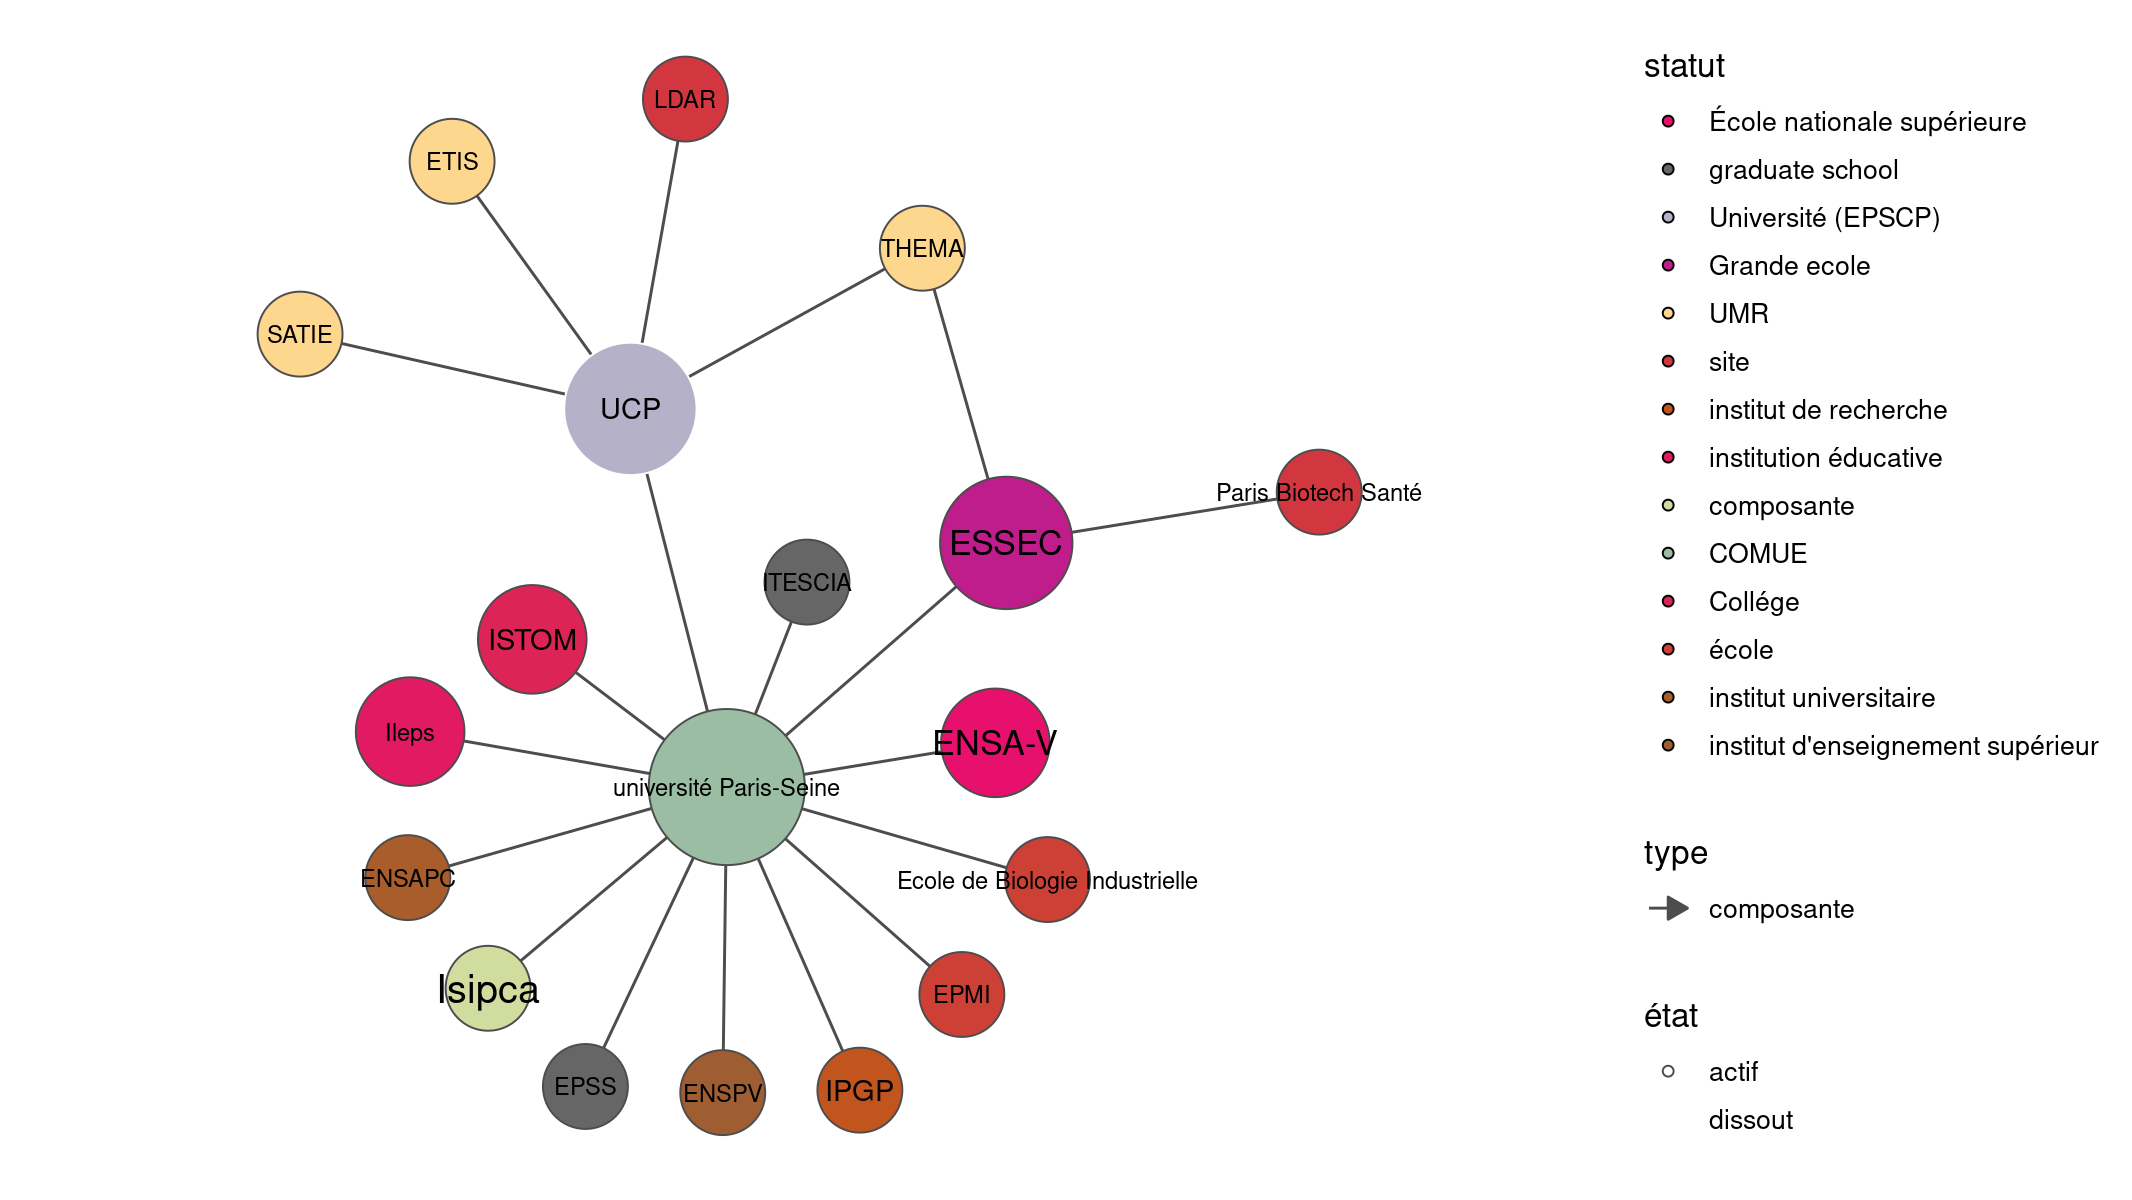 LDAR
ETIS
THEMA
SATIE
UCP
Paris Biotech Santé
ESSEC
ITESCIA
ISTOM
Ileps
ENSA-V
université Paris-Seine
ENSAPC
Ecole de Biologie Industrielle
Isipca
EPMI
EPSS
ENSPV
IPGP
statut
École nationale supérieure
graduate school
Université (EPSCP)
Grande ecole
UMR
site
institut de recherche
institution éducative
composante
COMUE
Collége
école
institut universitaire
institut d'enseignement supérieur
type
composante
état
actif
dissout